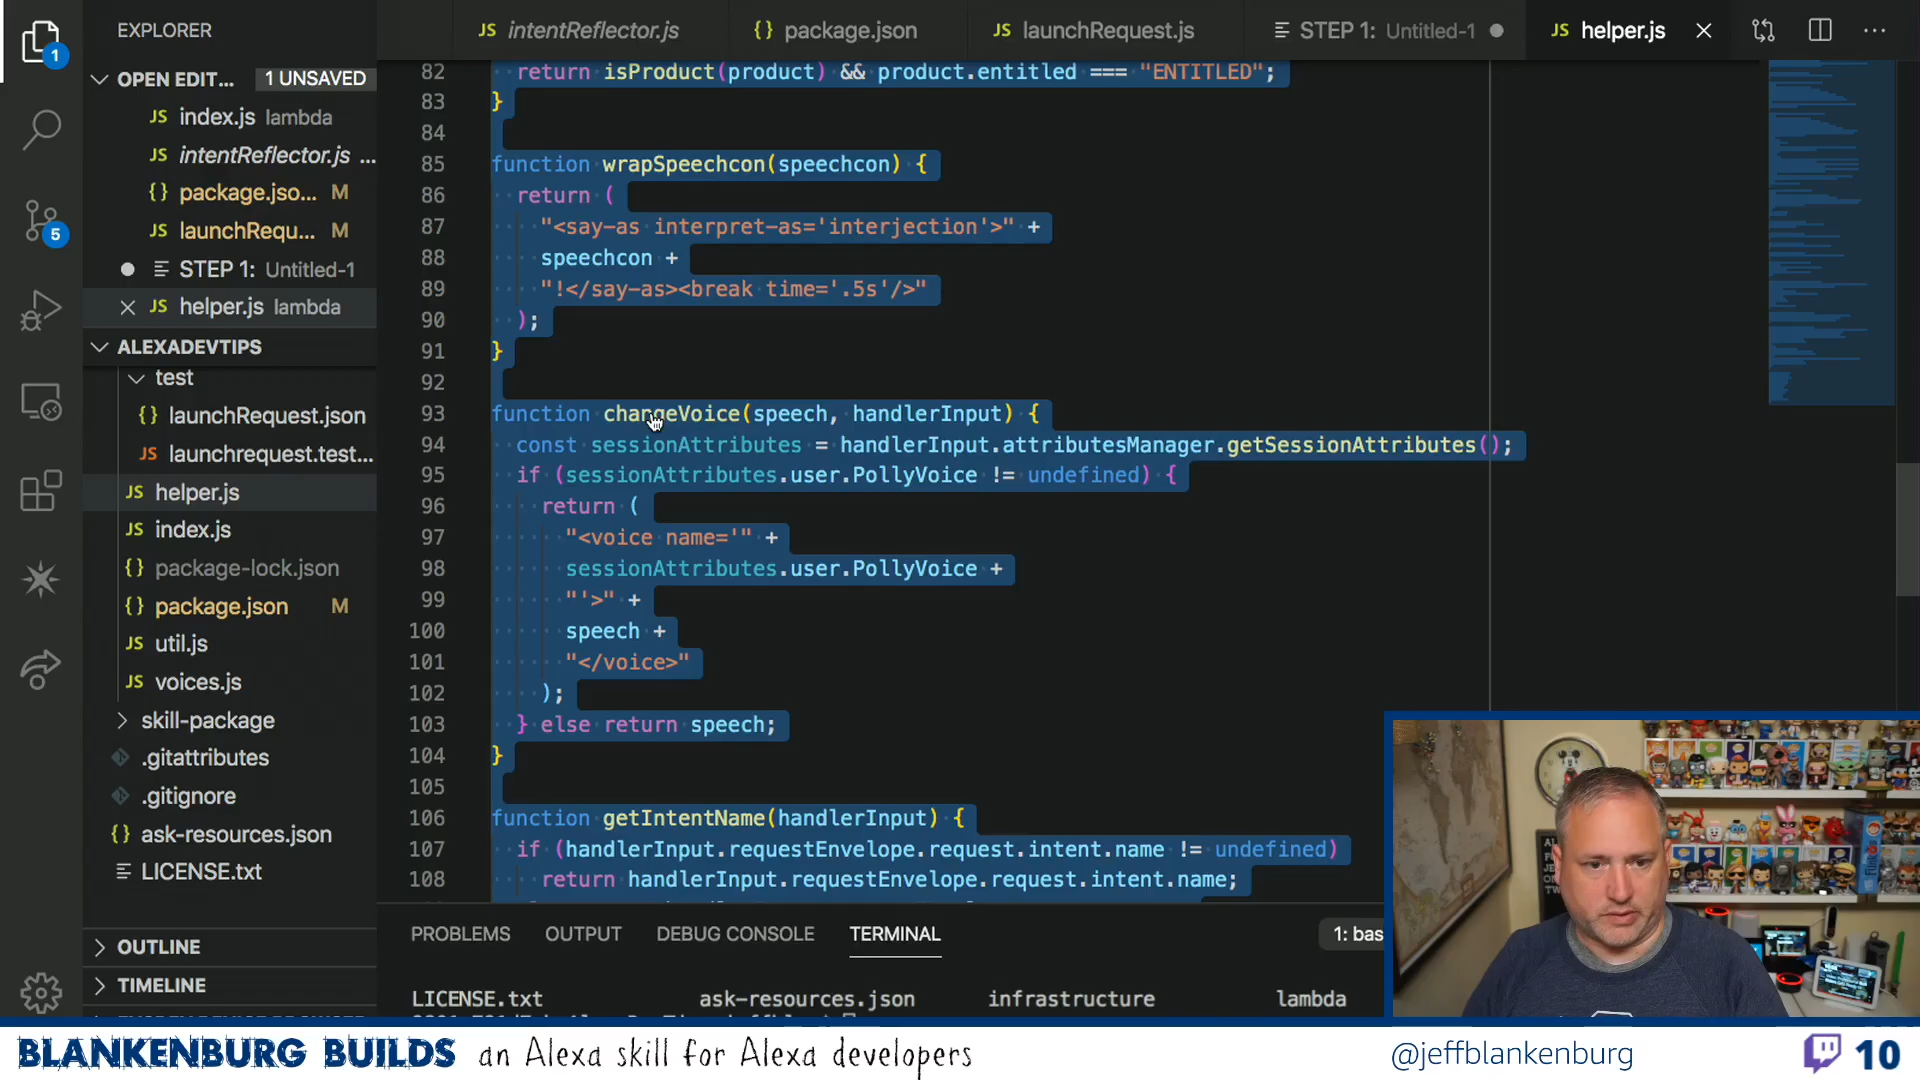 EXPLORER
intentReflector.js
package.json
launchRequest.js
STEP 1: Untitled-1
helper.js
OPEN EDIT... 1 UNSAVED
JS index.js lambda
JS intentReflector.js ...
{} package.jso... M
JS launchRequ... M
STEP 1: Untitled-1
JS helper.js lambda
ALEXADEVTIPS
test
{} launchRequest.json
JS launchrequest.test...
JS helper.js
JS index.js
{} package-lock.json
{} package.json M
JS util.js
JS voices.js
skill-package
.gitattributes
.gitignore
{} ask-resources.json
LICENSE.txt
OUTLINE
TIMELINE
1
5
82 return isProduct(product) && product.entitled === "ENTITLED";
83 }
84
85 function wrapSpeechcon(speechcon) {
86 return (
87 "<say-as interpret-as='interjection'>" +
88 speechcon +
89 "!</say-as><break time='.5s'/>"
90 );
91 }
92
93 function changeVoice(speech, handlerInput) {
94 const sessionAttributes = handlerInput.attributesManager.getSessionAttributes();
95 if (sessionAttributes.user.PollyVoice != undefined) {
96 return (
97 "<voice name='" +
98 sessionAttributes.user.PollyVoice +
99 "'>" +
100 speech +
101 "</voice>"
102 );
103 } else return speech;
104 }
105
106 function getIntentName(handlerInput) {
107 if (handlerInput.requestEnvelope.request.intent.name != undefined)
108 return handlerInput.requestEnvelope.request.intent.name;
PROBLEMS OUTPUT DEBUG CONSOLE TERMINAL 1: bas
LICENSE.txt ask-resources.json infrastructure lambda
BLANKENBURG BUILDS an Alexa skill for Alexa developers @jeffblankenburg 10